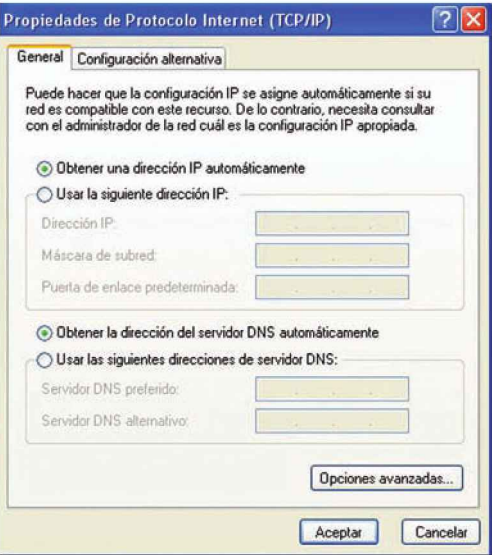 Propiedades de Protocolo Internet (TCP/IP)
General Configuración alternativa
Puede hacer que la configuración IP se asigne automáticamente si su
red es compatible con este recurso. De lo contrario, necesita consultar
con el administrador de la red cuál es la configuración IP apropiada.
Obtener una dirección IP automáticamente
Usar la siguiente dirección IP:
Dirección IP:
Máscara de subred:
Puerta de enlace predeterminada:
Obtener la dirección del servidor DNS automáticamente
Usar las siguientes direcciones de servidor DNS:
Servidor DNS preferido:
Servidor DNS alternativo:
Opciones avanzadas...
Aceptar Cancelar